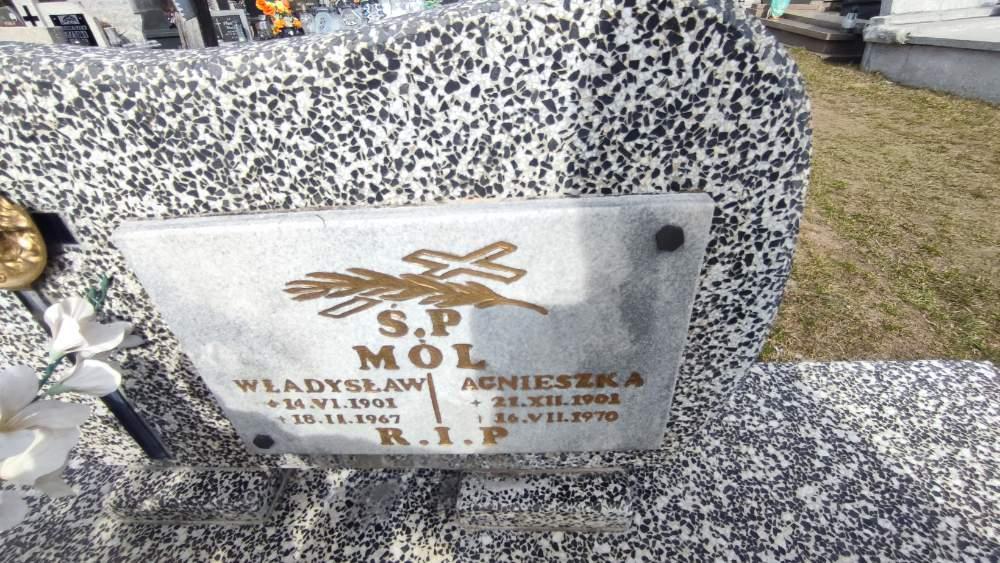 Ś.P
MÓL
WŁADYSŁAW AGNIESZKA
14.VI.1901 21.XII.1901
18.II.1967 16.VII.1970
R.I.P